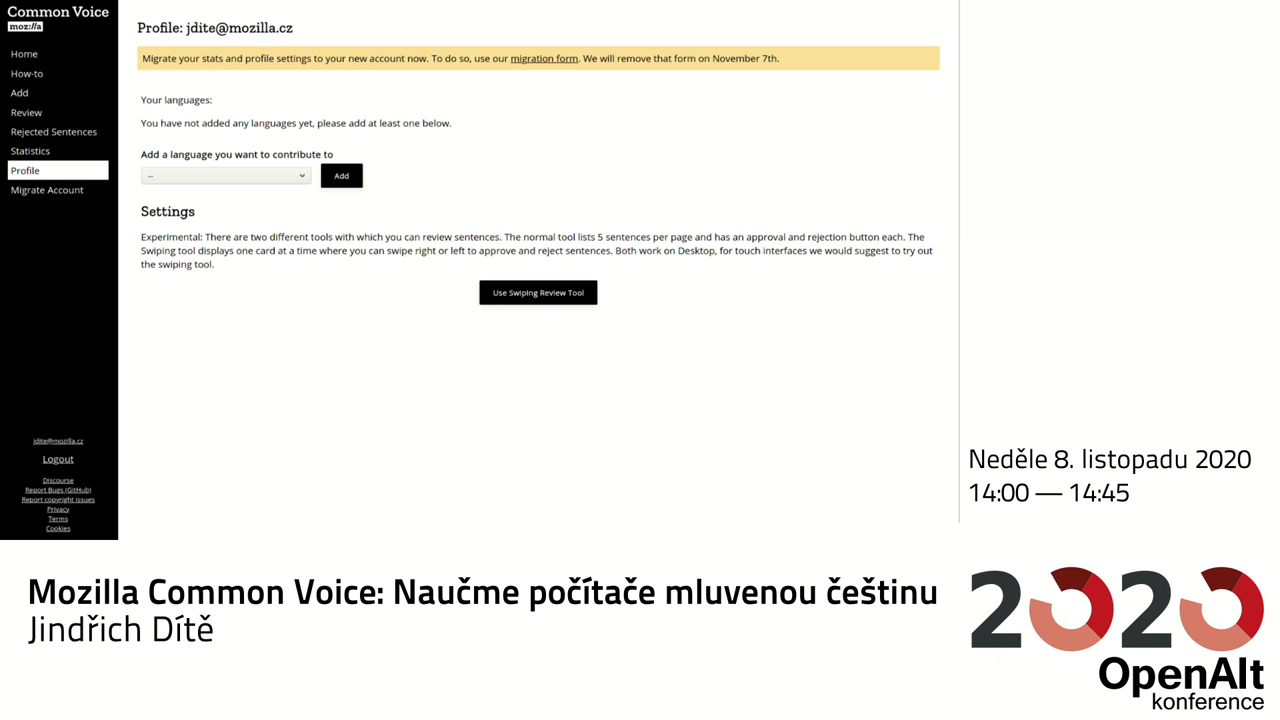 Common Voice
moz://a
Home
How-to
Add
Review
Rejected Sentences
Statistics
Profile
Migrate Account
jdite@mozilla.cz
Logout
Discourse
Report Bugs (GitHub)
Report copyright issues
Privacy
Terms
Cookies
Profile: jdite@mozilla.cz
Migrate your stats and profile settings to your new account now. To do so, use our migration form. We will remove that form on November 7th.
Your languages:
You have not added any languages yet, please add at least one below.
Add a language you want to contribute to
--
Add
Settings
Experimental: There are two different tools with which you can review sentences. The normal tool lists 5 sentences per page and has an approval and rejection button each. The
Swiping tool displays one card at a time where you can swipe right or left to approve and reject sentences. Both work on Desktop, for touch interfaces we would suggest to try out
the swiping tool.
Use Swiping Review Tool
Neděle 8. listopadu 2020
14:00 — 14:45
Mozilla Common Voice: Naučme počítače mluvenou češtinu
Jindřich Dítě
2020
OpenAlt
konference